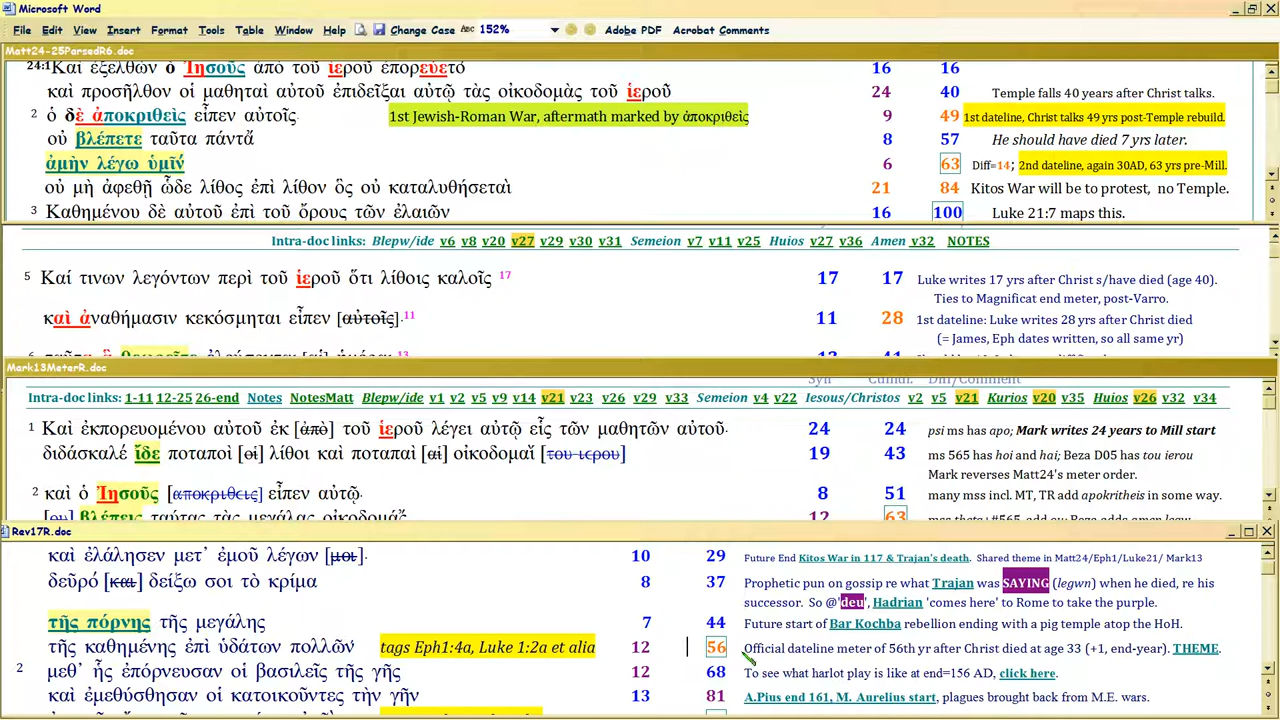 Microsoft Word
File Edit View Insert Format Tools Table Window Help Change Case Abc 152% Adobe PDF Acrobat Comments
Matt24-25ParsedR6.doc
24:1Καὶ ἐξελθὼν ὁ Ἰησοῦς ἀπὸ τοῦ ἱεροῦ ἐπορεύετό 16 16
καὶ προσῆλθον οἱ μαθηταὶ αὐτοῦ ἐπιδεῖξαι αὐτῷ τὰς οἰκοδομὰς τοῦ ἱεροῦ 24 40 Temple falls 40 years after Christ talks.
2 ὁ δὲ ἀποκριθεὶς εἶπεν αὐτοῖς· 1st Jewish-Roman War, aftermath marked by ἀποκριθεὶς 9 49 1st dateline, Christ talks 49 yrs post-Temple rebuild.
οὐ βλέπετε ταῦτα πάντἄ 8 57 He should have died 7 yrs later.
ἀμὴν λέγω ὑμῖν́ 6 63 Diff=14; 2nd dateline, again 30AD, 63 yrs pre-Mill.
οὐ μὴ ἀφεθῇ ὧδε λίθος ἐπὶ λίθον ὃς οὐ καταλυθήσεταὶ 21 84 Kitos War will be to protest, no Temple.
3 Καθημένου δὲ αὐτοῦ ἐπὶ τοῦ ὄρους τῶν ἐλαιῶν 16 100 Luke 21:7 maps this.
Intra-doc links: Blepw/ide v6 v8 v20 v27 v29 v30 v31 Semeion v7 v11 v25 Huios v27 v36 Amen v32 NOTES
5 Καί τινων λεγόντων περὶ τοῦ ἱεροῦ ὅτι λίθοις καλοῖς 17 17 17 Luke writes 17 yrs after Christ s/have died (age 40).
Ties to Magnificat end meter, post-Varro.
καὶ ἀναθήμασιν κεκόσμηται εἶπεν [αὐτοῖς]· 11 11 28 1st dateline: Luke writes 28 yrs after Christ died
(= James, Eph dates written, so all same yr)
Mark13MeterR.doc
Intra-doc links: 1-11 12-25 26-end Notes NotesMatt Blepw/ide v1 v2 v5 v9 v14 v21 v23 v26 v29 v33 Semeion v4 v22 Iesous/Christos v2 v5 v21 Kurios v20 v35 Huios v26 v32 v34
1 Καὶ ἐκπορευομένου αὐτοῦ ἐκ [ἀπὸ] τοῦ ἱεροῦ λέγει αὐτῷ εἷς τῶν μαθητῶν αὐτοῦ· 24 24 psi ms has apo; Mark writes 24 years to Mill start
διδάσκαλέ ἴδε ποταποὶ [οἱ] λίθοι καὶ ποταπαὶ [αἱ] οἰκοδομαΐ [του ιερου] 19 43 ms 565 has hoi and hai; Beza D05 has tou ierou
Mark reverses Matt24's meter order.
2 καὶ ὁ Ἰησοῦς [αποκριθεις] εἶπεν αὐτῷ· 8 51 many mss incl. MT, TR add apokritheis in some way.
[ου] βλέπεις ταύτας τὰς μεγάλας οἰκοδομάς 12 63
Rev17R.doc
καὶ ἐλάλησεν μετ᾽ ἐμοῦ λέγων [μοι]· 10 29 Future End Kitos War in 117 & Trajan's death. Shared theme in Matt24/Eph1/Luke21/ Mark13
δεῦρό [και] δείξω σοι τὸ κρίμα 8 37 Prophetic pun on gossip re what Trajan was SAYING (legwn) when he died, re his
successor. So @'deu', Hadrian 'comes here' to Rome to take the purple.
τῆς πόρνης τῆς μεγάλης 7 44 Future start of Bar Kochba rebellion ending with a pig temple atop the HoH.
τῆς καθημένης ἐπὶ ὑδάτων πολλῶν́ tags Eph1:4a, Luke 1:2a et alia 12 56 Official dateline meter of 56th yr after Christ died at age 33 (+1, end-year). THEME.
2 μεθ᾽ ἧς ἐπόρνευσαν οἱ βασιλεῖς τῆς γῆς 12 68 To see what harlot play is like at end=156 AD, click here.
καὶ ἐμεθύσθησαν οἱ κατοικοῦντες τὴν γῆν 13 81 A.Pius end 161, M. Aurelius start, plagues brought back from M.E. wars.